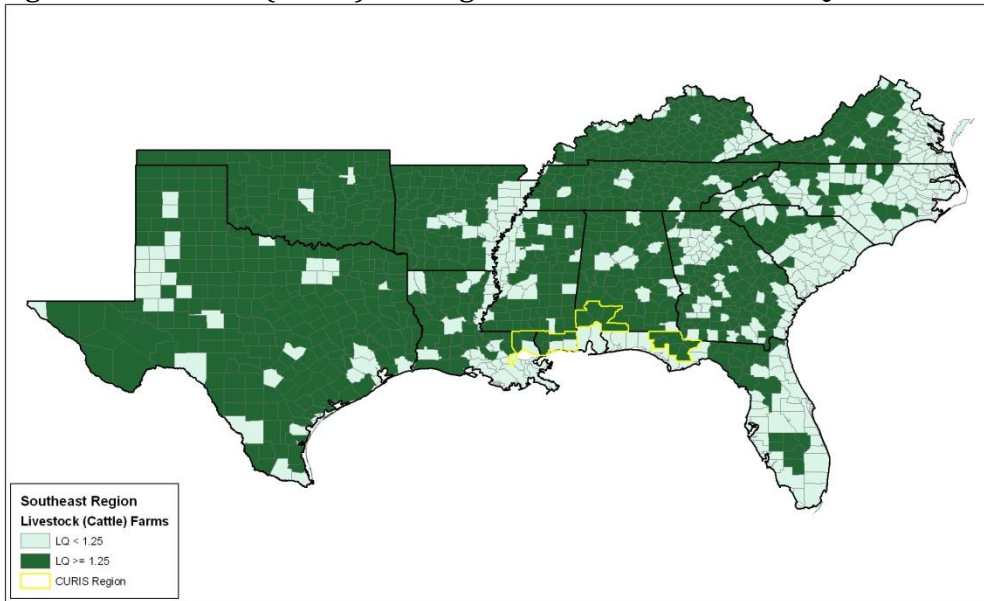 Southeast Region
Livestock (Cattle) Farms
LQ < 1.25
LQ >= 1.25
CURIS Region